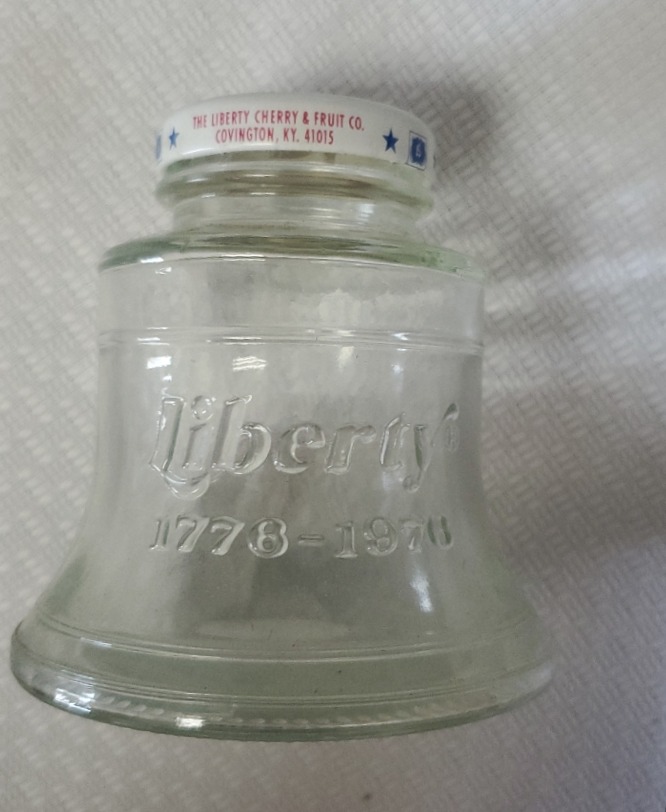 THE LIBERTY CHERRY & FRUIT CO.
COVINGTON, KY. 41015
Liberty®
1776-1976